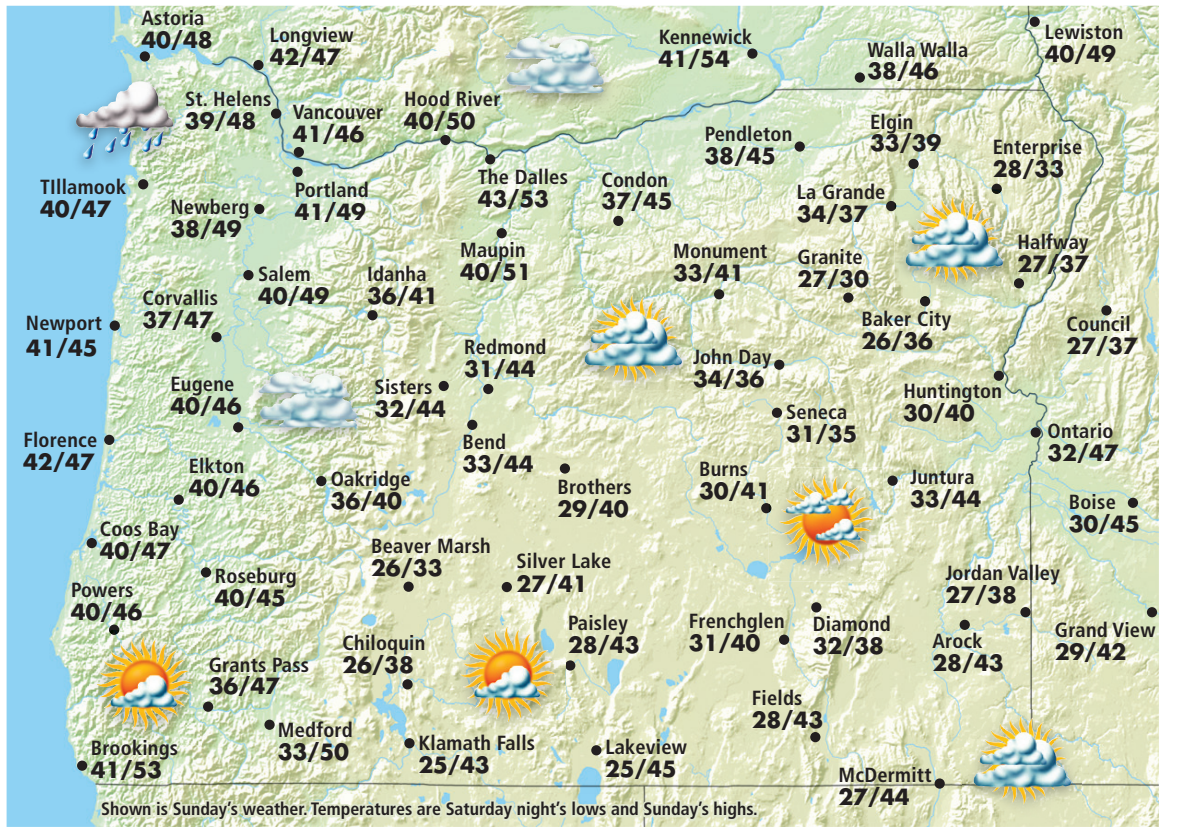 Astoria
40/48
Longview
42/47
Kennewick
41/54
Walla Walla
38/46
Lewiston
40/49
St. Helens
39/48
Vancouver
41/46
Hood River
40/50
Pendleton
38/45
Elgin
33/39
Enterprise
28/33
TIllamook
40/47
Newberg
38/49
Portland
41/49
The Dalles
43/53
Condon
37/45
La Grande
34/37
Maupin
40/51
Monument
33/41
Granite
27/30
Halfway
27/37
Salem
40/49
Idanha
36/41
Corvallis
37/47
Newport
41/45
Baker City
26/36
Council
27/37
Redmond
31/44
John Day
34/36
Eugene
40/46
Sisters
32/44
Huntington
30/40
Seneca
31/35
Florence
42/47
Bend
33/44
Ontario
32/47
Elkton
40/46
Oakridge
36/40
Brothers
29/40
Burns
30/41
Juntura
33/44
Boise
30/45
Coos Bay
40/47
Beaver Marsh
26/33
Silver Lake
27/41
Roseburg
40/45
Powers
40/46
Jordan Valley
27/38
Chiloquin
26/38
Paisley
28/43
Frenchglen
31/40
Diamond
32/38
Arock
28/43
Grand View
29/42
Grants Pass
36/47
Fields
28/43
Medford
33/50
Klamath Falls
25/43
Lakeview
25/45
Brookings
41/53
McDermitt
27/44
Shown is Sunday's weather. Temperatures are Saturday night's lows and Sunday's highs.